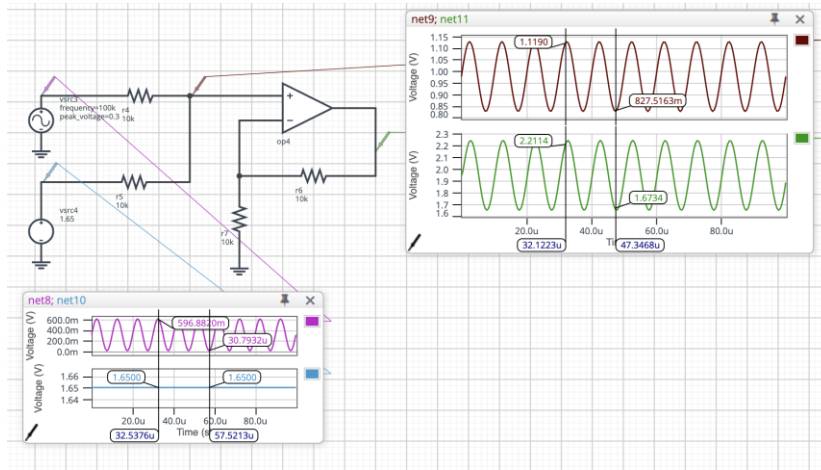 net9; net11
Voltage (V)
1.15
1.10
1.05
1.00
0.95
0.90
0.85
0.80
1.1190
827.5163m
Voltage (V)
2.3
2.2
2.1
2.0
1.9
1.8
1.7
1.6
2.2114
1.6734
20.0u
40.0u
60.0u
80.0u
Ti
32.1223u
47.3468u
vsrc3
frequency=100k
peak_voltage=0.3
r4
10k
op4
r5
10k
r6
10k
vsrc4
1.65
r7
10k
net8; net10
Voltage (V)
600.0m
400.0m
200.0m
0.0m
596.8820m
30.7932u
Voltage (V)
1.66
1.65
1.64
1.6500
1.6500
20.0u
40.0u
60.0u
80.0u
Time (s
32.5376u
57.5213u